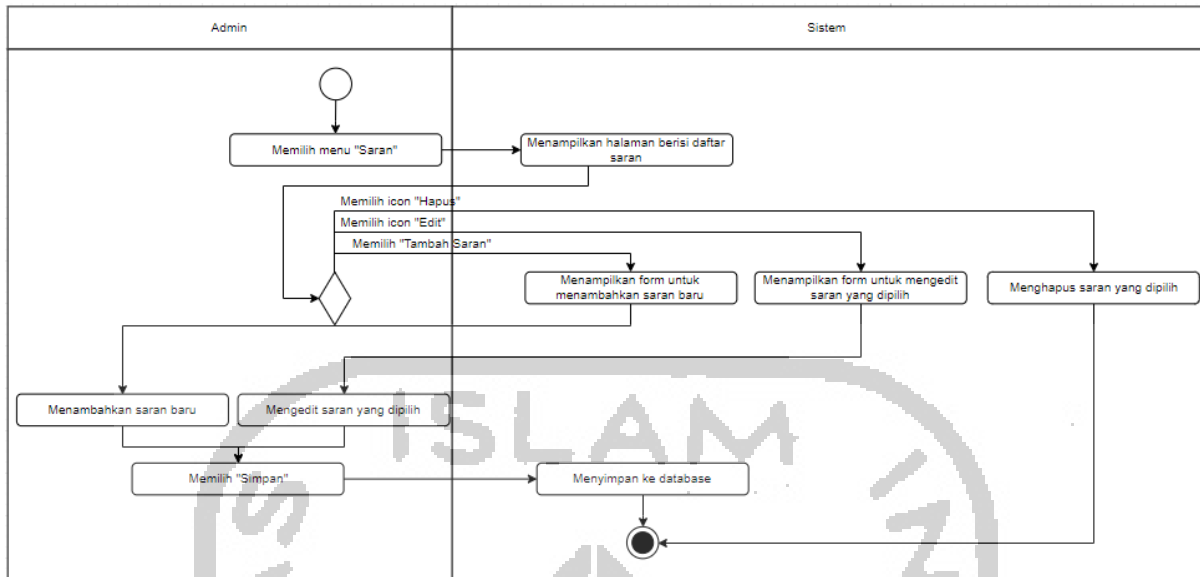 Admin
Sistem
Memilih menu "Saran"
Menampilkan halaman berisi daftar
saran
Memilih icon "Hapus"
Memilih icon "Edit"
Memilih "Tambah Saran"
Menampilkan form untuk
menambahkan saran baru
Menampilkan form untuk mengedit
saran yang dipilih
Menghapus saran yang dipilih
Menambahkan saran baru
Mengedit saran yang dipilih
ISLAM
Memilih "Simpan"
Menyimpan ke database